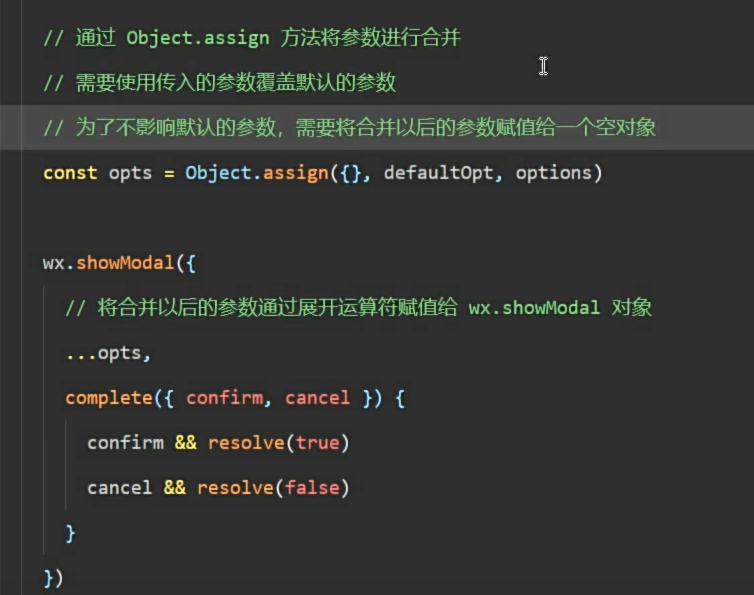 // 通过 Object.assign 方法将参数进行合并
// 需要使用传入的参数覆盖默认的参数
// 为了不影响默认的参数，需要将合并以后的参数赋值给一个空对象
const opts = Object.assign({}, defaultOpt, options)
wx.showModal({
// 将合并以后的参数通过展开运算符赋值给 wx.showModal 对象
...opts,
complete({ confirm, cancel }) {
confirm && resolve(true)
cancel && resolve(false)
}
})